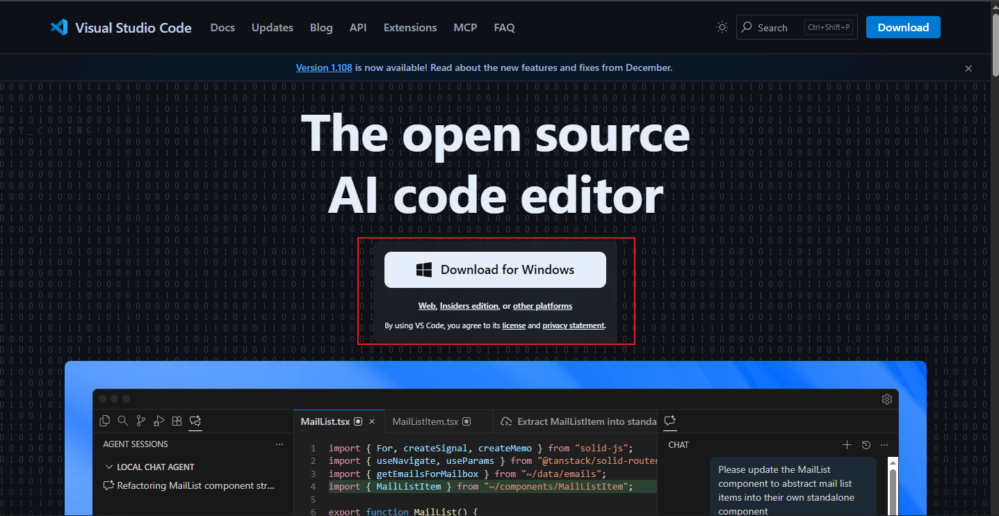 Visual Studio Code Docs Updates Blog API Extensions MCP FAQ Search Ctrl+Shift+P Download
Version 1.108 is now available! Read about the new features and fixes from December.
PPY_CODING!
The open source
AI code editor
Download for Windows
Web, Insiders edition, or other platforms
By using VS Code, you agree to its license and privacy statement.
MailList.tsx MailListItem.tsx Extract MailListItem into standa
AGENT SESSIONS
CHAT
LOCAL CHAT AGENT
Refactoring MailList component str...
1 import { For, createSignal, createMemo } from "solid-js";
2 import { useNavigate, useParams } from "@tanstack/solid-router
3 import { getEmailsForMailbox } from "~/data/emails";
4 import { MailListItem } from "~/components/MailListItem";
5
6 export function MailList() {
Please update the MailList
component to abstract mail list
items into their own standalone
component